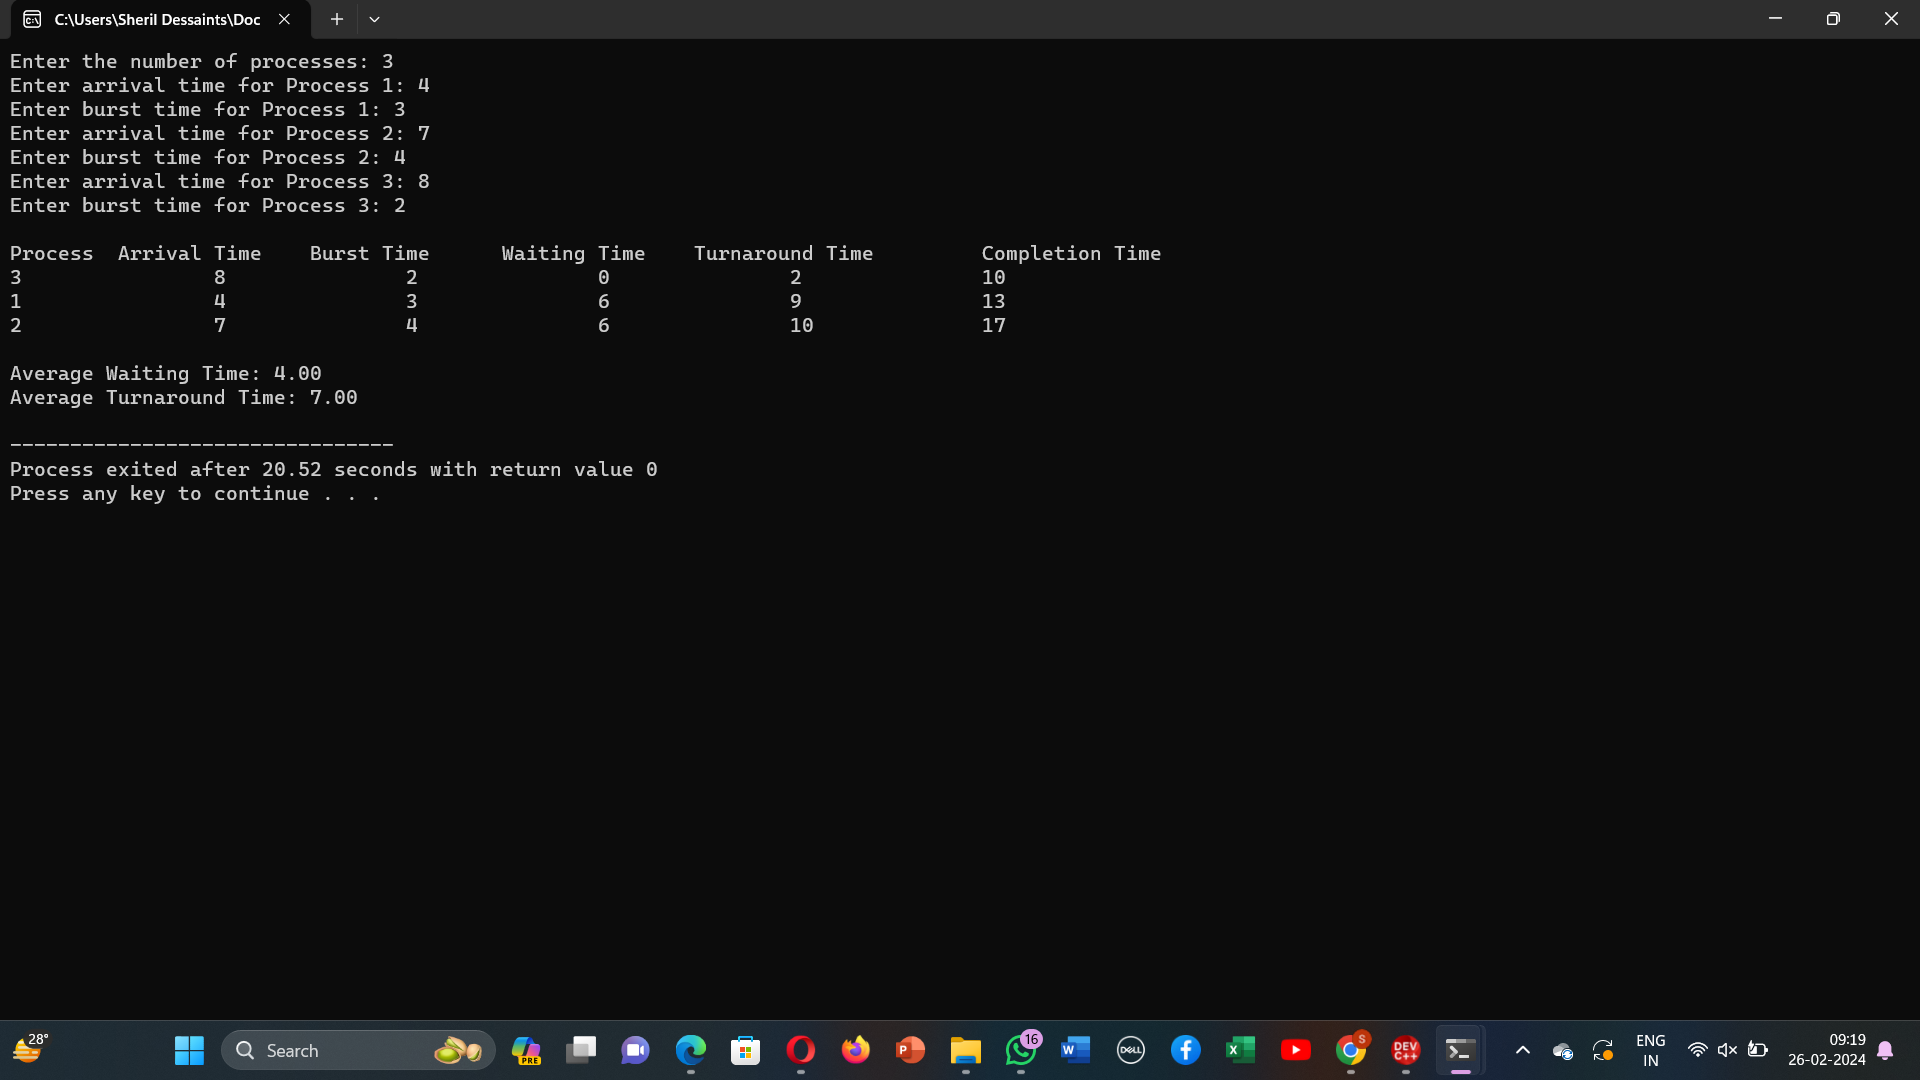 C:\Users\Sheril Dessaints\Doc
Enter the number of processes: 3
Enter arrival time for Process 1: 4
Enter burst time for Process 1: 3
Enter arrival time for Process 2: 7
Enter burst time for Process 2: 4
Enter arrival time for Process 3: 8
Enter burst time for Process 3: 2
Process Arrival Time Burst Time Waiting Time Turnaround Time Completion Time
3 8 2 0 2 10
1 4 3 6 9 13
2 7 4 6 10 17
Average Waiting Time: 4.00
Average Turnaround Time: 7.00
--------------------------------
Process exited after 20.52 seconds with return value 0
Press any key to continue . . .
28°
Search
PRE
P
16
W
DELL
X
S
DEV
C++
ENG
IN
09:19
26-02-2024